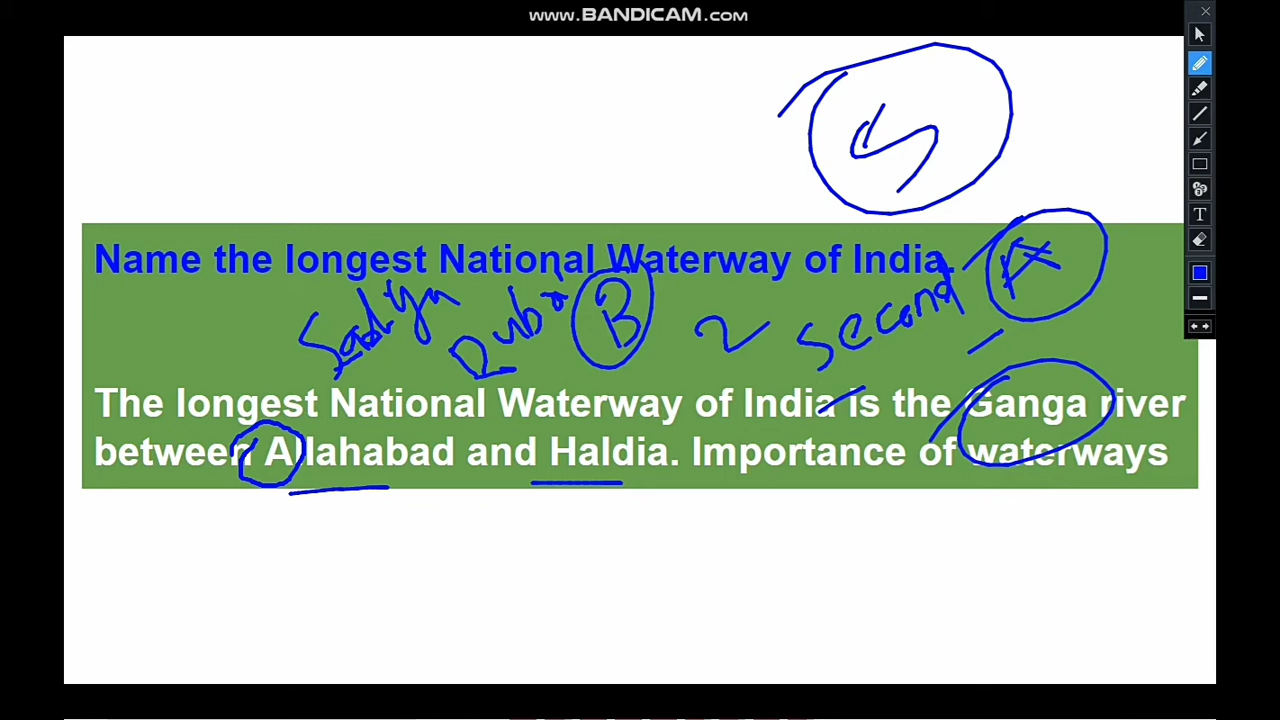 www.BANDICAM.com
Name the longest National Waterway of India.
Sadya Dubri B 2 second
The longest National Waterway of India is the Ganga river
between Allahabad and Haldia. Importance of waterways